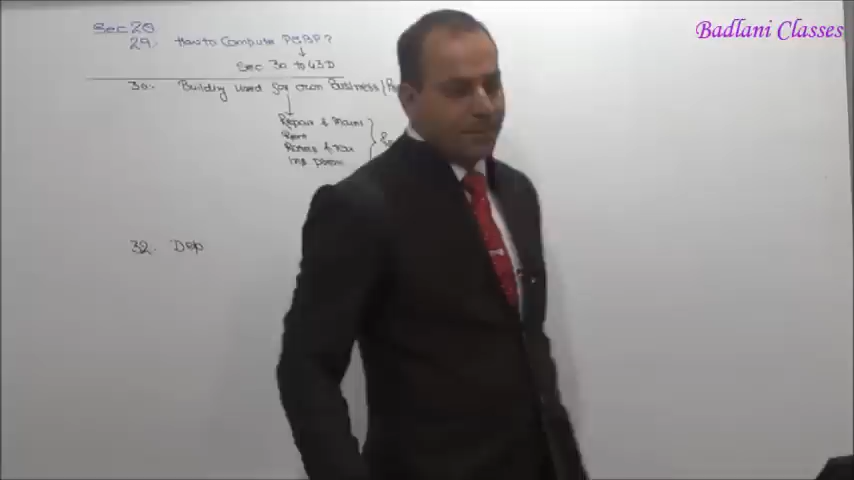 Badlani Classes
Sec 28
29. How to Compute PGBP?
Sec 30 to 43D
30. Building used for own Business/
Repair & Main
Rent
Rates & Tax
Ins prem
32. Dep